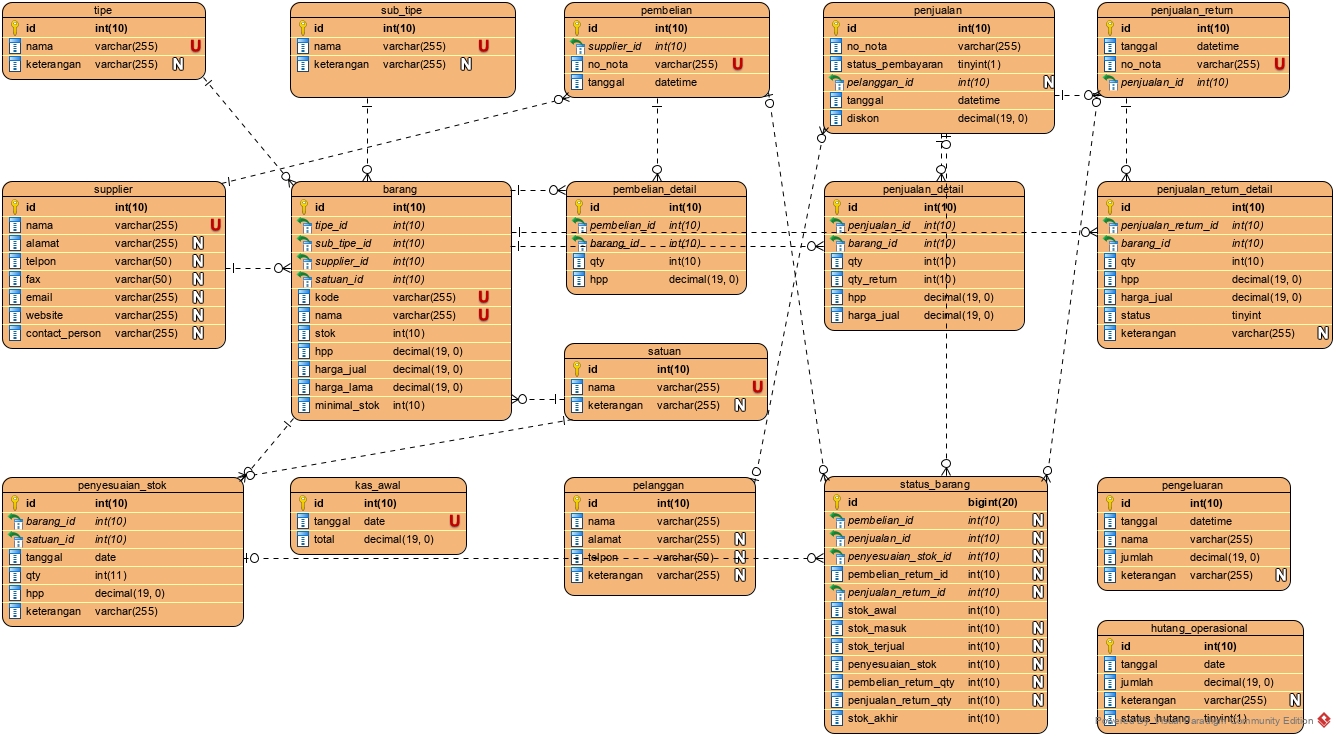 tipe
id int(10)
nama varchar(255) U
keterangan varchar(255) N
sub_tipe
id int(10)
nama varchar(255) U
keterangan varchar(255) N
pembelian
id int(10)
supplier_id int(10)
no_nota varchar(255) U
tanggal datetime
penjualan
id int(10)
no_nota varchar(255)
status_pembayaran tinyint(1)
pelanggan_id int(10) N
tanggal datetime
diskon decimal(19, 0)
penjualan_return
id int(10)
tanggal datetime
no_nota varchar(255) U
penjualan_id int(10)
supplier
id int(10)
nama varchar(255) U
alamat varchar(255) N
telpon varchar(50) N
fax varchar(50) N
email varchar(255) N
website varchar(255) N
contact_person varchar(255) N
barang
id int(10)
tipe_id int(10)
sub_tipe_id int(10)
supplier_id int(10)
satuan_id int(10)
kode varchar(255) U
nama varchar(255) U
stok int(10)
hpp decimal(19, 0)
harga_jual decimal(19, 0)
harga_lama decimal(19, 0)
minimal_stok int(10)
pembelian_detail
id int(10)
pembelian_id int(10)
barang_id int(10)
qty int(10)
hpp decimal(19, 0)
penjualan_detail
id int(10)
penjualan_id int(10)
barang_id int(10)
qty int(10)
qty_return int(10)
hpp decimal(19, 0)
harga_jual decimal(19, 0)
penjualan_return_detail
id int(10)
penjualan_return_id int(10)
barang_id int(10)
qty int(10)
hpp decimal(19, 0)
harga_jual decimal(19, 0)
status tinyint
keterangan varchar(255) N
satuan
id int(10)
nama varchar(255) U
keterangan varchar(255) N
penyesuaian_stok
id int(10)
barang_id int(10)
satuan_id int(10)
tanggal date
qty int(11)
hpp decimal(19, 0)
keterangan varchar(255)
kas_awal
id int(10)
tanggal date U
total decimal(19, 0)
pelanggan
id int(10)
nama varchar(255)
alamat varchar(255) N
telpon varchar(50) N
keterangan varchar(255) N
status_barang
id bigint(20)
pembelian_id int(10) N
penjualan_id int(10) N
penyesuaian_stok_id int(10) N
pembelian_return_id int(10) N
penjualan_return_id int(10) N
stok_awal int(10)
stok_masuk int(10) N
stok_terjual int(10) N
penyesuaian_stok int(10) N
pembelian_return_qty int(10) N
penjualan_return_qty int(10) N
stok_akhir int(10)
pengeluaran
id int(10)
tanggal datetime
nama varchar(255)
jumlah decimal(19, 0)
keterangan varchar(255) N
hutang_operasional
id int(10)
tanggal date
jumlah decimal(19, 0)
keterangan varchar(255) N
status_hutang tinyint(1)
Powered By Visual Paradigm Community Edition